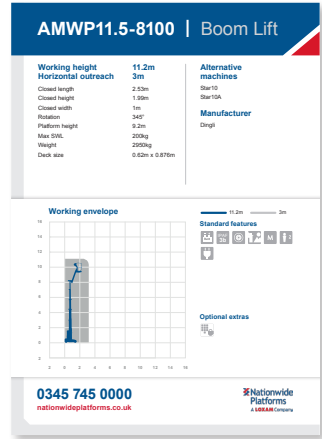 AMWP11.5-8100 | Boom Lift
Working height 11.2m
Horizontal outreach 3m
Closed length 2.53m
Closed height 1.99m
Closed width 1m
Rotation 345°
Platform height 9.2m
Max SWL 200kg
Weight 2950kg
Deck size 0.62m x 0.876m
Alternative
machines
Star10
Star10A
Manufacturer
Dingli
Working envelope
11.2m 3m
16
14
12
10
8
6
4
2
0
2
2 0 2 4 6 8 10 12 14 16
Standard features
M
2
Optional extras
0345 745 0000
nationwideplatforms.co.uk
Nationwide
Platforms
A LOXAM Company